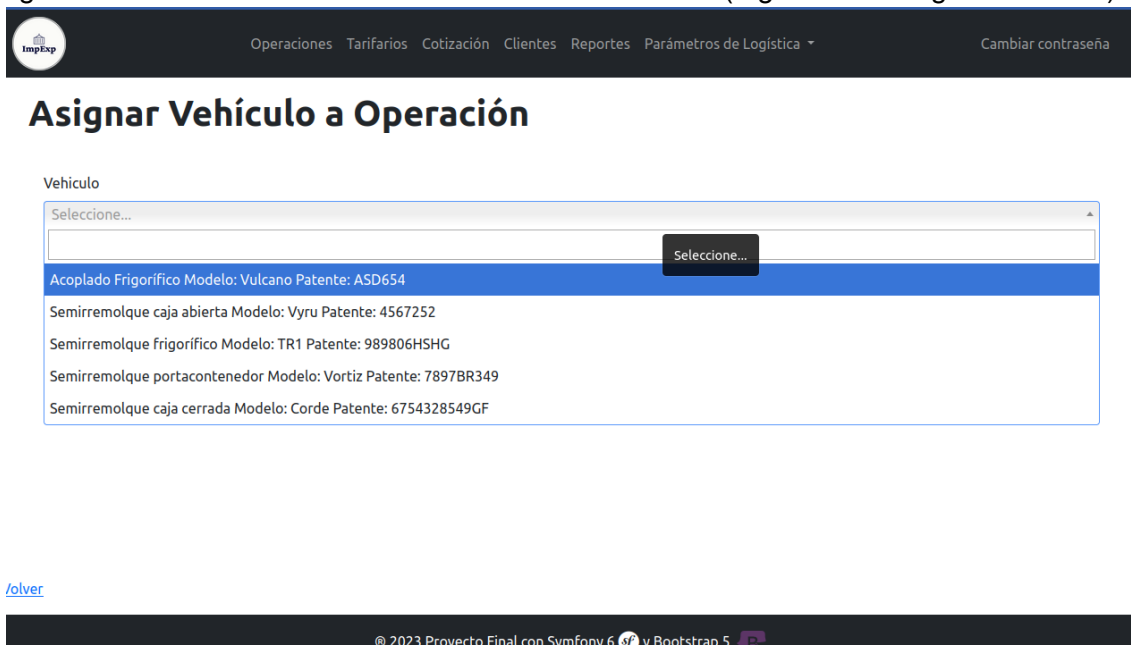 ImpExp
Operaciones Tarifarios Cotización Clientes Reportes Parámetros de Logística Cambiar contraseña
Asignar Vehículo a Operación
Vehiculo
Seleccione...
Seleccione...
Acoplado Frigorífico Modelo: Vulcano Patente: ASD654
Semirremolque caja abierta Modelo: Vyru Patente: 4567252
Semirremolque frigorífico Modelo: TR1 Patente: 989806HSHG
Semirremolque portacontenedor Modelo: Vortiz Patente: 7897BR349
Semirremolque caja cerrada Modelo: Corde Patente: 6754328549GF
Volver
® 2023 Proyecto Final con Symfony 6 sf y Bootstrap 5 B